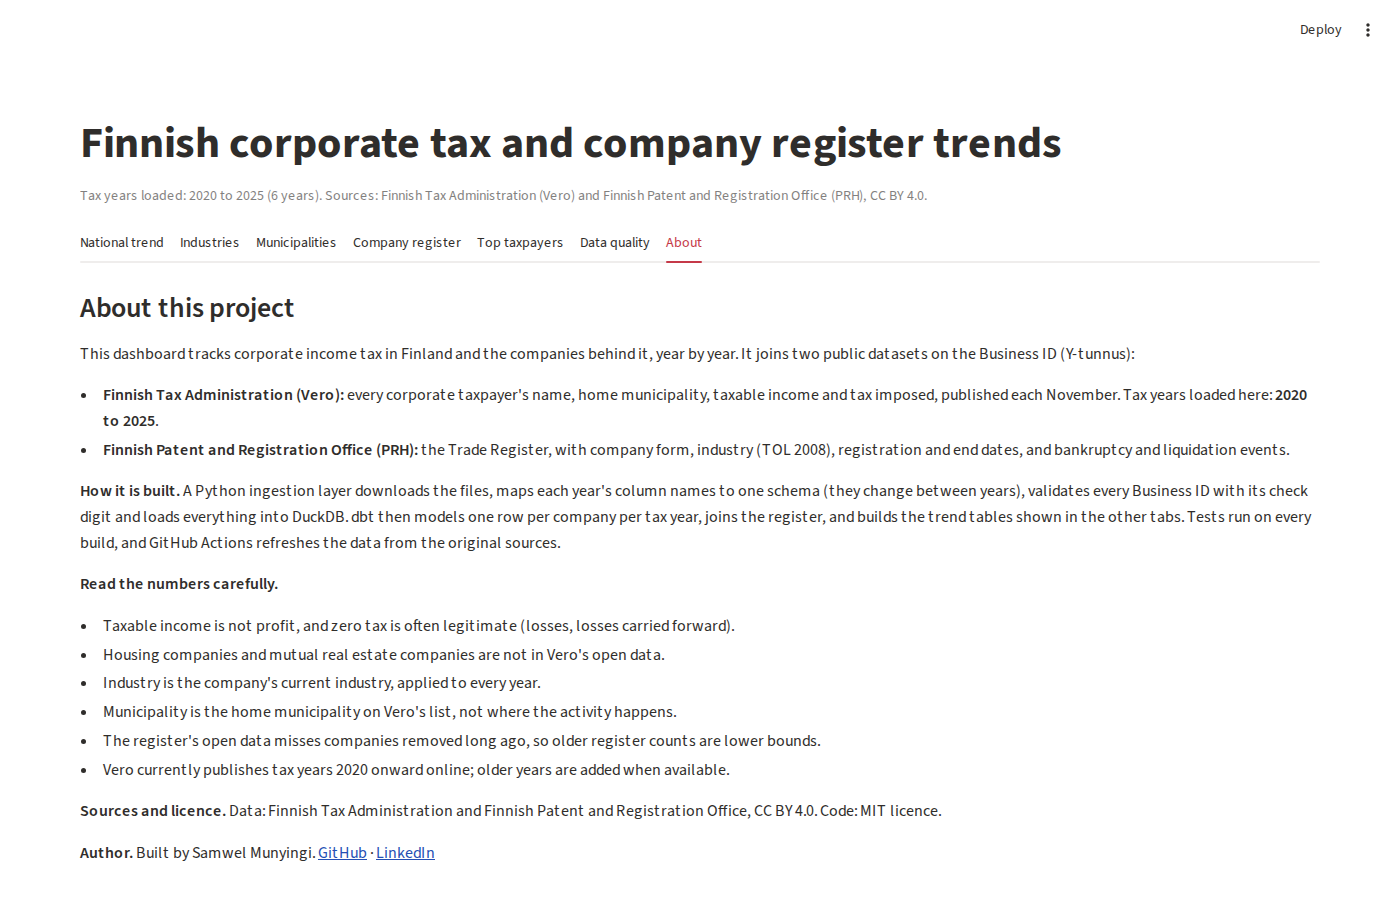 Deploy
Finnish corporate tax and company register trends
Tax years loaded: 2020 to 2025 (6 years). Sources: Finnish Tax Administration (Vero) and Finnish Patent and Registration Office (PRH), CC BY 4.0.
National trend Industries Municipalities Company register Top taxpayers Data quality About
About this project
This dashboard tracks corporate income tax in Finland and the companies behind it, year by year. It joins two public datasets on the Business ID (Y-tunnus):
• Finnish Tax Administration (Vero): every corporate taxpayer's name, home municipality, taxable income and tax imposed, published each November. Tax years loaded here: 2020
to 2025.
• Finnish Patent and Registration Office (PRH): the Trade Register, with company form, industry (TOL 2008), registration and end dates, and bankruptcy and liquidation events.
How it is built. A Python ingestion layer downloads the files, maps each year's column names to one schema (they change between years), validates every Business ID with its check
digit and loads everything into DuckDB. dbt then models one row per company per tax year, joins the register, and builds the trend tables shown in the other tabs. Tests run on every
build, and GitHub Actions refreshes the data from the original sources.
Read the numbers carefully.
• Taxable income is not profit, and zero tax is often legitimate (losses, losses carried forward).
• Housing companies and mutual real estate companies are not in Vero's open data.
• Industry is the company's current industry, applied to every year.
• Municipality is the home municipality on Vero's list, not where the activity happens.
• The register's open data misses companies removed long ago, so older register counts are lower bounds.
• Vero currently publishes tax years 2020 onward online; older years are added when available.
Sources and licence. Data: Finnish Tax Administration and Finnish Patent and Registration Office, CC BY 4.0. Code: MIT licence.
Author. Built by Samwel Munyingi. GitHub · LinkedIn